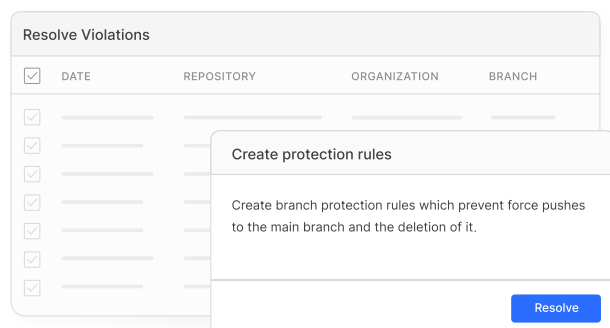 Resolve Violations
DATE REPOSITORY ORGANIZATION BRANCH
Create protection rules
Create branch protection rules which prevent force pushes
to the main branch and the deletion of it.
Resolve